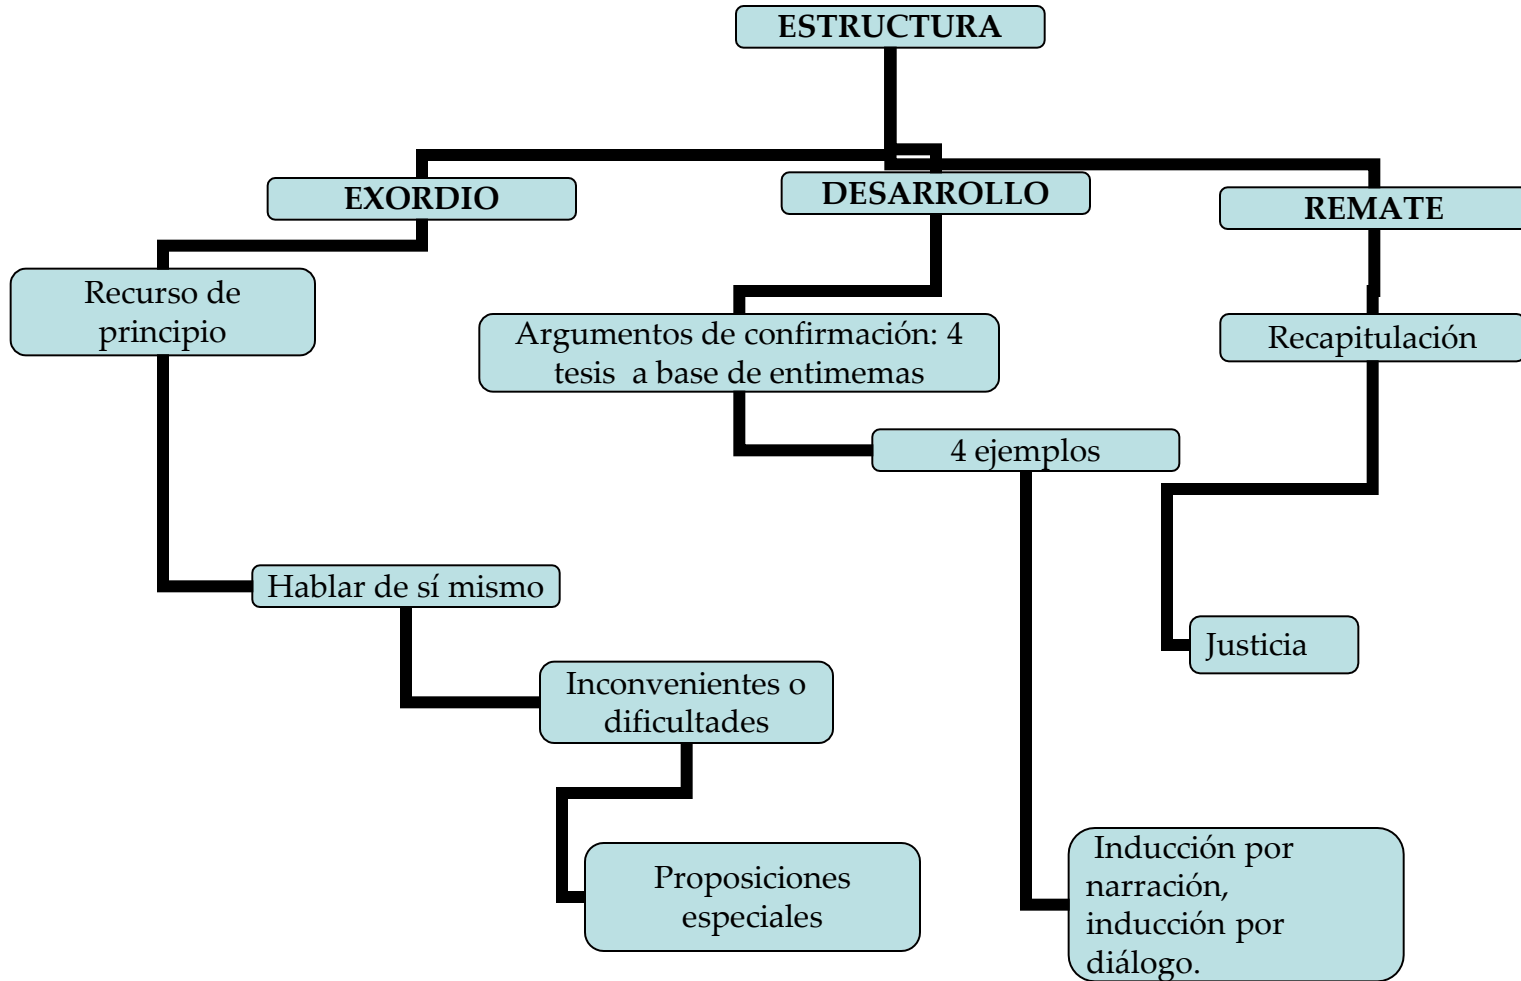 ESTRUCTURA
EXORDIO
DESARROLLO
REMATE
Recurso de
principio
Argumentos de confirmación: 4
tesis a base de entimemas
Recapitulación
4 ejemplos
Hablar de sí mismo
Justicia
Inconvenientes o
dificultades
Proposiciones
especiales
Inducción por
narración,
inducción por
diálogo.